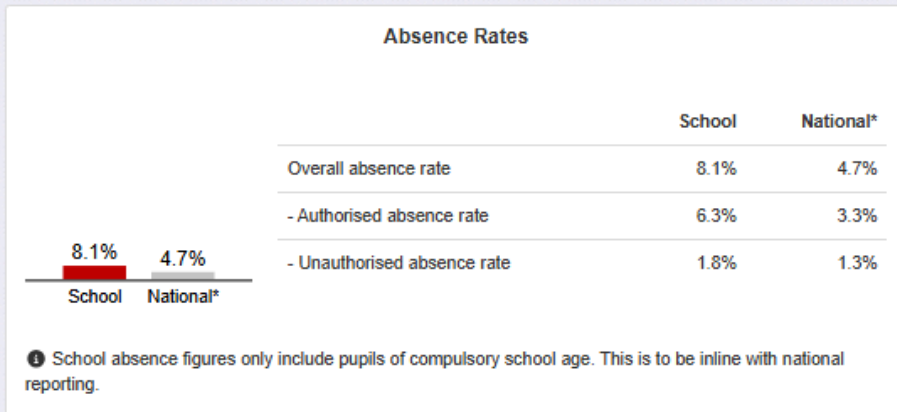 Absence Rates
School National*
Overall absence rate 8.1% 4.7%
- Authorised absence rate 6.3% 3.3%
- Unauthorised absence rate 1.8% 1.3%
8.1% 4.7%
School National*
School absence figures only include pupils of compulsory school age. This is to be inline with national
reporting.